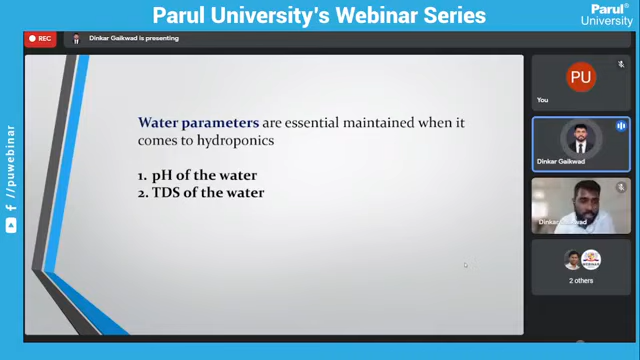 Parul University's Webinar Series
Parul®
University
REC
Dinkar Gaikwad is presenting
Water parameters are essential maintained when it
comes to hydroponics
1. pH of the water
2. TDS of the water
PU
You
Dinkar Gaikwad
Dinkar Gaikwad
2 others
/puwebinar